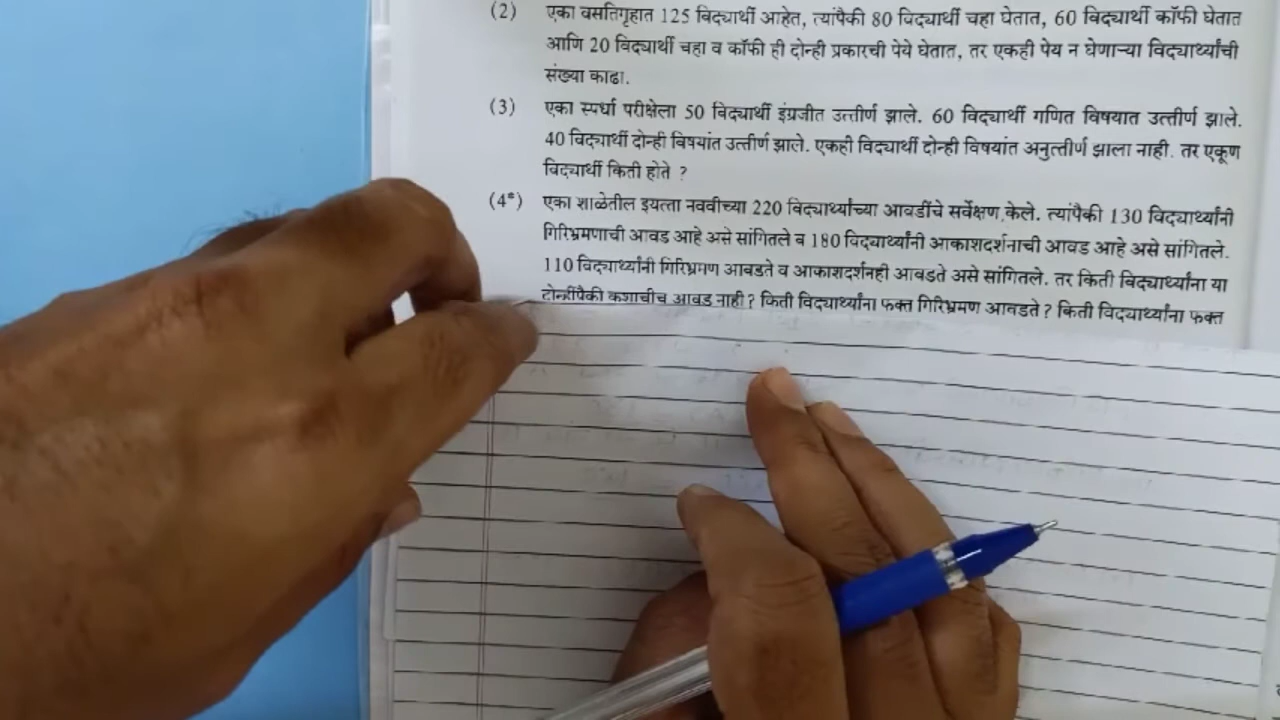 (2) एका वसतिगृहात 125 विद्यार्थी आहेत, त्यांपैकी 80 विद्यार्थी चहा घेतात, 60 विद्यार्थी कॉफी घेतात
आणि 20 विद्यार्थी चहा व कॉफी ही दोन्ही प्रकारची पेये घेतात, तर एकही पेय न घेणाऱ्या विद्यार्थ्यांची
संख्या काढा.
(3) एका स्पर्धा परीक्षेला 50 विद्यार्थी इंग्रजीत उत्तीर्ण झाले. 60 विद्यार्थी गणित विषयात उत्तीर्ण झाले.
40 विद्यार्थी दोन्ही विषयांत उत्तीर्ण झाले. एकही विद्यार्थी दोन्ही विषयांत अनुत्तीर्ण झाला नाही. तर एकूण
विद्यार्थी किती होते ?
(4*) एका शाळेतील इयत्ता नववीच्या 220 विद्यार्थ्यांच्या आवडींचे सर्वेक्षण केले. त्यांपैकी 130 विद्यार्थ्यांनी
गिरिभ्रमणाची आवड आहे असे सांगितले व 180 विद्यार्थ्यांनी आकाशदर्शनाची आवड आहे असे सांगितले.
110 विद्यार्थ्यांनी गिरिभ्रमण आवडते व आकाशदर्शनही आवडते असे सांगितले. तर किती विद्यार्थ्यांना या
दोन्हींपैकी कशाचीच आवड नाही ? किती विद्यार्थ्यांना फक्त गिरिभ्रमण आवडते ? किती विद्यार्थ्यांना फक्त